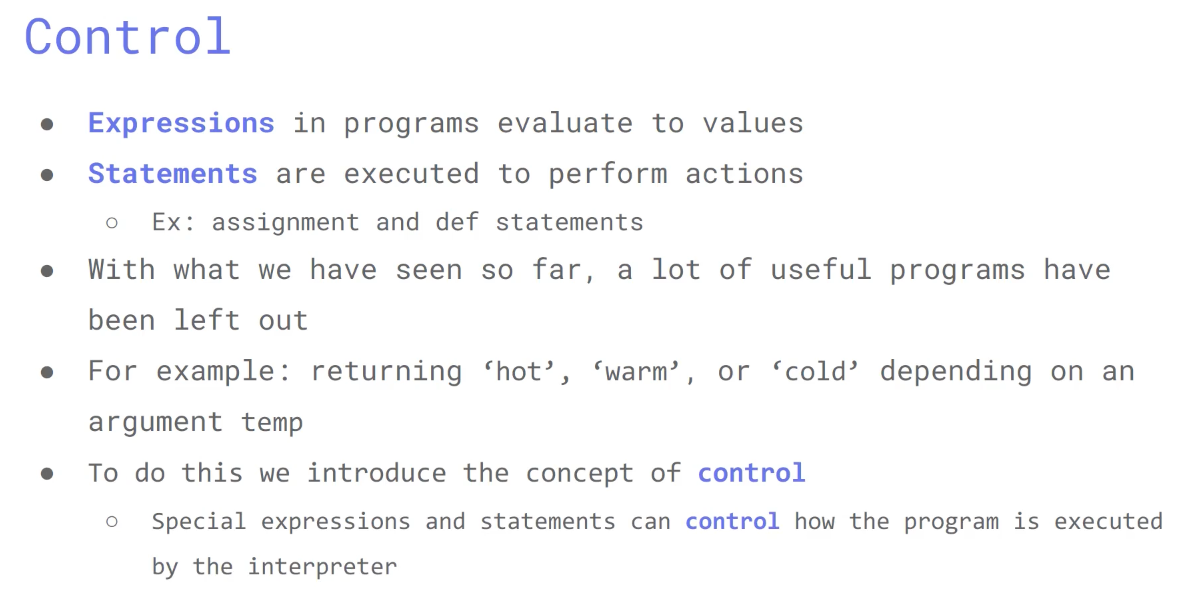 Control
● Expressions in programs evaluate to values
● Statements are executed to perform actions
○ Ex: assignment and def statements
● With what we have seen so far, a lot of useful programs have
been left out
● For example: returning ‘hot’, ‘warm’, or ‘cold’ depending on an
argument temp
● To do this we introduce the concept of control
○ Special expressions and statements can control how the program is executed
by the interpreter